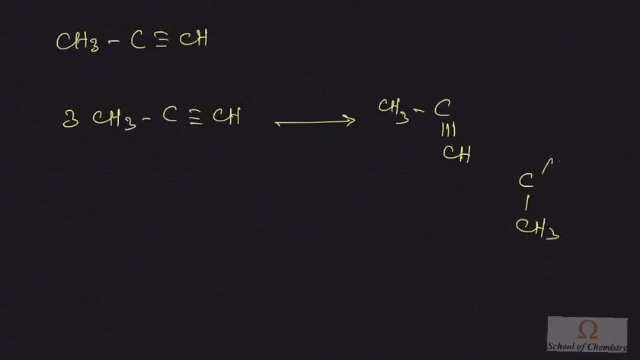 CH₃ – C ≡ CH
3 CH₃ – C ≡ CH ⟶ CH₃ – C
|||
CH
C
|
CH₃
Ω
School of Chemistry